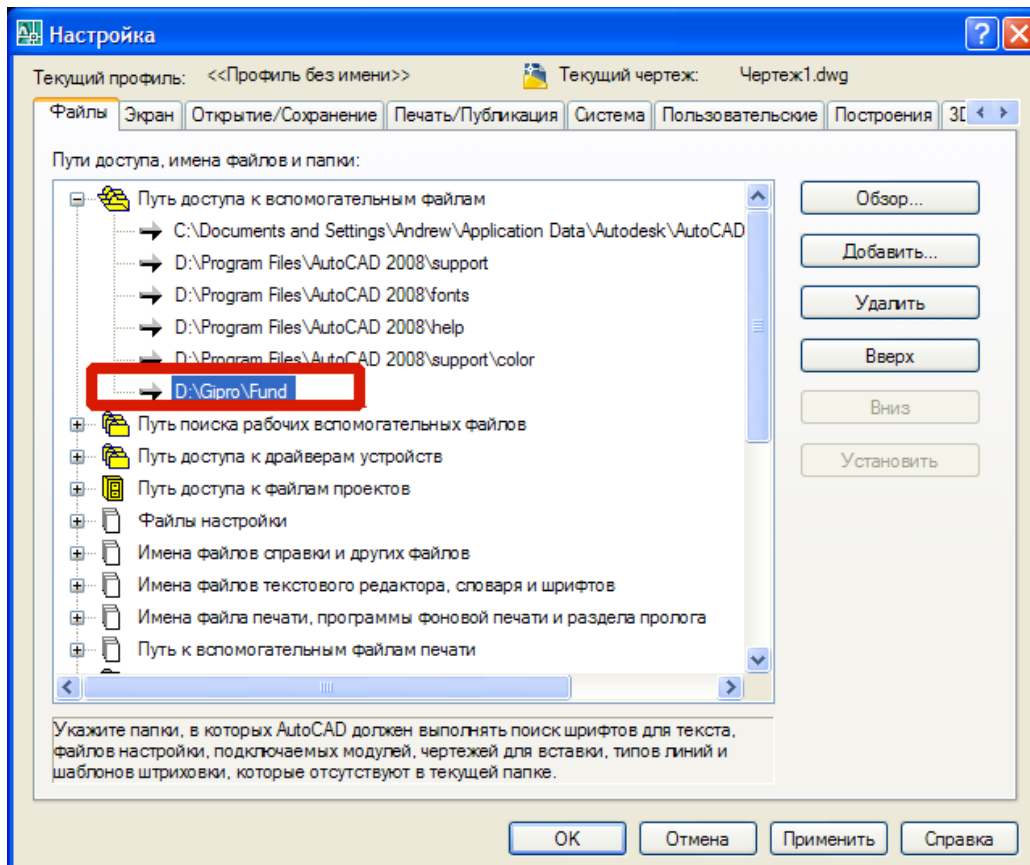 Настройка
Текущий профиль: <<Профиль без имени>> Текущий чертеж: Чертеж1.dwg
Файлы Экран Открытие/Сохранение Печать/Публикация Система Пользовательские Построения
Пути доступа, имена файлов и папки:
Путь доступа к вспомогательным файлам
C:\Documents and Settings\Andrew\Application Data\Autodesk\AutoCAD
D:\Program Files\AutoCAD 2008\support
D:\Program Files\AutoCAD 2008\fonts
D:\Program Files\AutoCAD 2008\help
D:\Program Files\AutoCAD 2008\support\color
D:\Gipro\Fund
Путь поиска рабочих вспомогательных файлов
Путь доступа к драйверам устройств
Путь доступа к файлам проектов
Файлы настройки
Имена файлов справки и других файлов
Имена файлов текстового редактора, словаря и шрифтов
Имена файла печати, программы фоновой печати и раздела пролога
Путь к вспомогательным файлам печати
Обзор...
Добавить...
Удалить
Вверх
Вниз
Установить
Укажите папки, в которых AutoCAD должен выполнять поиск шрифтов для текста,
файлов настройки, подключаемых модулей, чертежей для вставки, типов линий и
шаблонов штриховки, которые отсутствуют в текущей папке.
OK Отмена Применить Справка